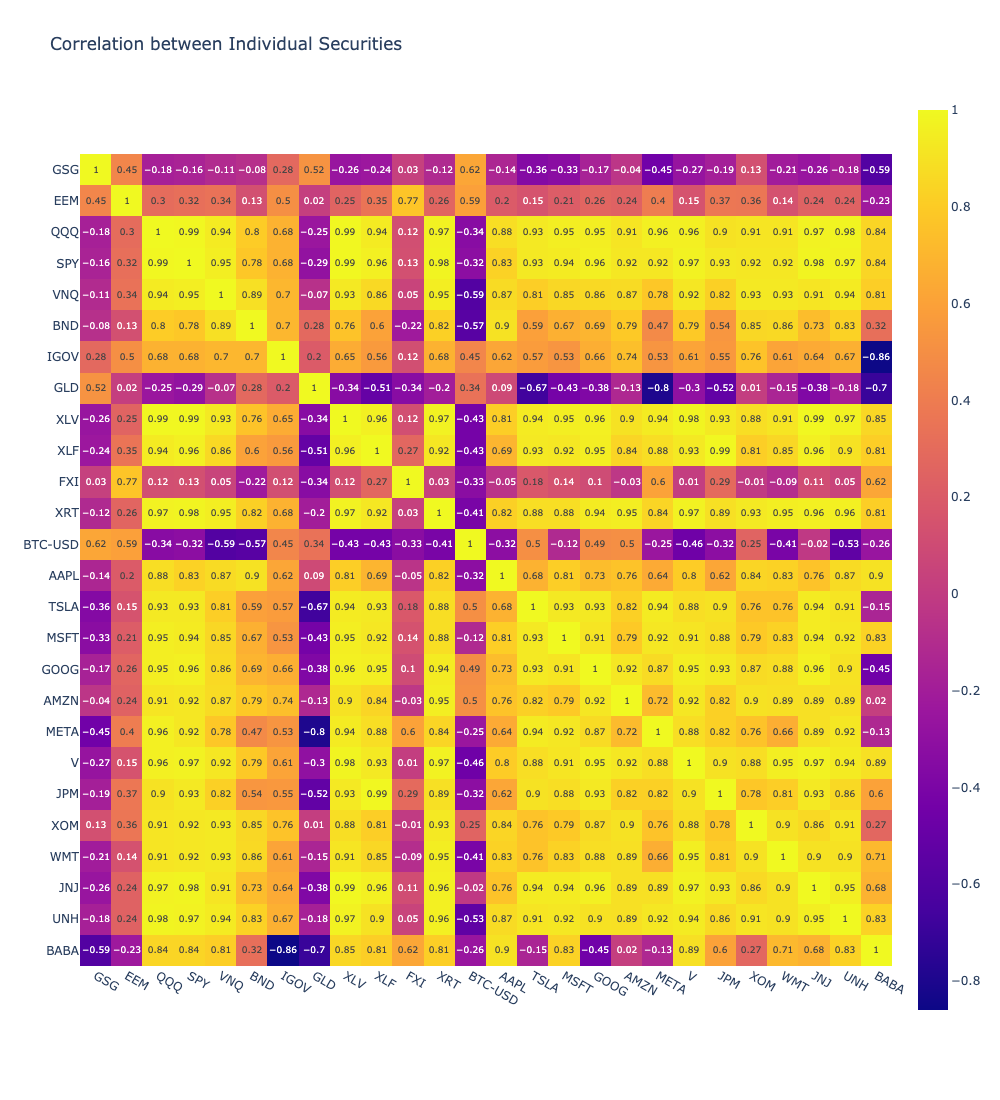 Correlation between Individual Securities
1
GSG 1 0.45 −0.18 −0.16 −0.11 −0.08 0.28 0.52 −0.26 −0.24 0.03 −0.12 0.62 −0.14 −0.36 −0.33 −0.17 −0.04 −0.45 −0.27 −0.19 0.13 −0.21 −0.26 −0.18 −0.59
EEM 0.45 1 0.3 0.32 0.34 0.13 0.5 0.02 0.25 0.35 0.77 0.26 0.59 0.2 0.15 0.21 0.26 0.24 0.4 0.15 0.37 0.36 0.14 0.24 0.24 −0.23
0.8
QQQ −0.18 0.3 1 0.99 0.94 0.8 0.68 −0.25 0.99 0.94 0.12 0.97 −0.34 0.88 0.93 0.95 0.95 0.91 0.96 0.96 0.9 0.91 0.91 0.97 0.98 0.84
SPY −0.16 0.32 0.99 1 0.95 0.78 0.68 −0.29 0.99 0.96 0.13 0.98 −0.32 0.83 0.93 0.94 0.96 0.92 0.92 0.97 0.93 0.92 0.92 0.98 0.97 0.84
VNQ −0.11 0.34 0.94 0.95 1 0.89 0.7 −0.07 0.93 0.86 0.05 0.95 −0.59 0.87 0.81 0.85 0.86 0.87 0.78 0.92 0.82 0.93 0.93 0.91 0.94 0.81
0.6
BND −0.08 0.13 0.8 0.78 0.89 1 0.7 0.28 0.76 0.6 −0.22 0.82 −0.57 0.9 0.59 0.67 0.69 0.79 0.47 0.79 0.54 0.85 0.86 0.73 0.83 0.32
IGOV 0.28 0.5 0.68 0.68 0.7 0.7 1 0.2 0.65 0.56 0.12 0.68 0.45 0.62 0.57 0.53 0.66 0.74 0.53 0.61 0.55 0.76 0.61 0.64 0.67 −0.86
GLD 0.52 0.02 −0.25 −0.29 −0.07 0.28 0.2 1 −0.34 −0.51 −0.34 −0.2 0.34 0.09 −0.67 −0.43 −0.38 −0.13 −0.8 −0.3 −0.52 0.01 −0.15 −0.38 −0.18 −0.7
0.4
XLV −0.26 0.25 0.99 0.99 0.93 0.76 0.65 −0.34 1 0.96 0.12 0.97 −0.43 0.81 0.94 0.95 0.96 0.9 0.94 0.98 0.93 0.88 0.91 0.99 0.97 0.85
XLF −0.24 0.35 0.94 0.96 0.86 0.6 0.56 −0.51 0.96 1 0.27 0.92 −0.43 0.69 0.93 0.92 0.95 0.84 0.88 0.93 0.99 0.81 0.85 0.96 0.9 0.81
FXI 0.03 0.77 0.12 0.13 0.05 −0.22 0.12 −0.34 0.12 0.27 1 0.03 −0.33 −0.05 0.18 0.14 0.1 −0.03 0.6 0.01 0.29 −0.01 −0.09 0.11 0.05 0.62
0.2
XRT −0.12 0.26 0.97 0.98 0.95 0.82 0.68 −0.2 0.97 0.92 0.03 1 −0.41 0.82 0.88 0.88 0.94 0.95 0.84 0.97 0.89 0.93 0.95 0.96 0.96 0.81
BTC-USD 0.62 0.59 −0.34 −0.32 −0.59 −0.57 0.45 0.34 −0.43 −0.43 −0.33 −0.41 1 −0.32 0.5 −0.12 0.49 0.5 −0.25 −0.46 −0.32 0.25 −0.41 −0.02 −0.53 −0.26
AAPL −0.14 0.2 0.88 0.83 0.87 0.9 0.62 0.09 0.81 0.69 −0.05 0.82 −0.32 1 0.68 0.81 0.73 0.76 0.64 0.8 0.62 0.84 0.83 0.76 0.87 0.9
0
TSLA −0.36 0.15 0.93 0.93 0.81 0.59 0.57 −0.67 0.94 0.93 0.18 0.88 0.5 0.68 1 0.93 0.93 0.82 0.94 0.88 0.9 0.76 0.76 0.94 0.91 −0.15
MSFT −0.33 0.21 0.95 0.94 0.85 0.67 0.53 −0.43 0.95 0.92 0.14 0.88 −0.12 0.81 0.93 1 0.91 0.79 0.92 0.91 0.88 0.79 0.83 0.94 0.92 0.83
GOOG −0.17 0.26 0.95 0.96 0.86 0.69 0.66 −0.38 0.96 0.95 0.1 0.94 0.49 0.73 0.93 0.91 1 0.92 0.87 0.95 0.93 0.87 0.88 0.96 0.9 −0.45
−0.2
AMZN −0.04 0.24 0.91 0.92 0.87 0.79 0.74 −0.13 0.9 0.84 −0.03 0.95 0.5 0.76 0.82 0.79 0.92 1 0.72 0.92 0.82 0.9 0.89 0.89 0.89 0.02
META −0.45 0.4 0.96 0.92 0.78 0.47 0.53 −0.8 0.94 0.88 0.6 0.84 −0.25 0.64 0.94 0.92 0.87 0.72 1 0.88 0.82 0.76 0.66 0.89 0.92 −0.13
V −0.27 0.15 0.96 0.97 0.92 0.79 0.61 −0.3 0.98 0.93 0.01 0.97 −0.46 0.8 0.88 0.91 0.95 0.92 0.88 1 0.9 0.88 0.95 0.97 0.94 0.89
−0.4
JPM −0.19 0.37 0.9 0.93 0.82 0.54 0.55 −0.52 0.93 0.99 0.29 0.89 −0.32 0.62 0.9 0.88 0.93 0.82 0.82 0.9 1 0.78 0.81 0.93 0.86 0.6
XOM 0.13 0.36 0.91 0.92 0.93 0.85 0.76 0.01 0.88 0.81 −0.01 0.93 0.25 0.84 0.76 0.79 0.87 0.9 0.76 0.88 0.78 1 0.9 0.86 0.91 0.27
WMT −0.21 0.14 0.91 0.92 0.93 0.86 0.61 −0.15 0.91 0.85 −0.09 0.95 −0.41 0.83 0.76 0.83 0.88 0.89 0.66 0.95 0.81 0.9 1 0.9 0.9 0.71
−0.6
JNJ −0.26 0.24 0.97 0.98 0.91 0.73 0.64 −0.38 0.99 0.96 0.11 0.96 −0.02 0.76 0.94 0.94 0.96 0.89 0.89 0.97 0.93 0.86 0.9 1 0.95 0.68
UNH −0.18 0.24 0.98 0.97 0.94 0.83 0.67 −0.18 0.97 0.9 0.05 0.96 −0.53 0.87 0.91 0.92 0.9 0.89 0.92 0.94 0.86 0.91 0.9 0.95 1 0.83
BABA −0.59 −0.23 0.84 0.84 0.81 0.32 −0.86 −0.7 0.85 0.81 0.62 0.81 −0.26 0.9 −0.15 0.83 −0.45 0.02 −0.13 0.89 0.6 0.27 0.71 0.68 0.83 1
−0.8
GSG EEM QQQ SPY VNQ BND IGOV GLD XLV XLF FXI XRT BTC-USD AAPL TSLA MSFT GOOG AMZN META V JPM XOM WMT JNJ UNH BABA